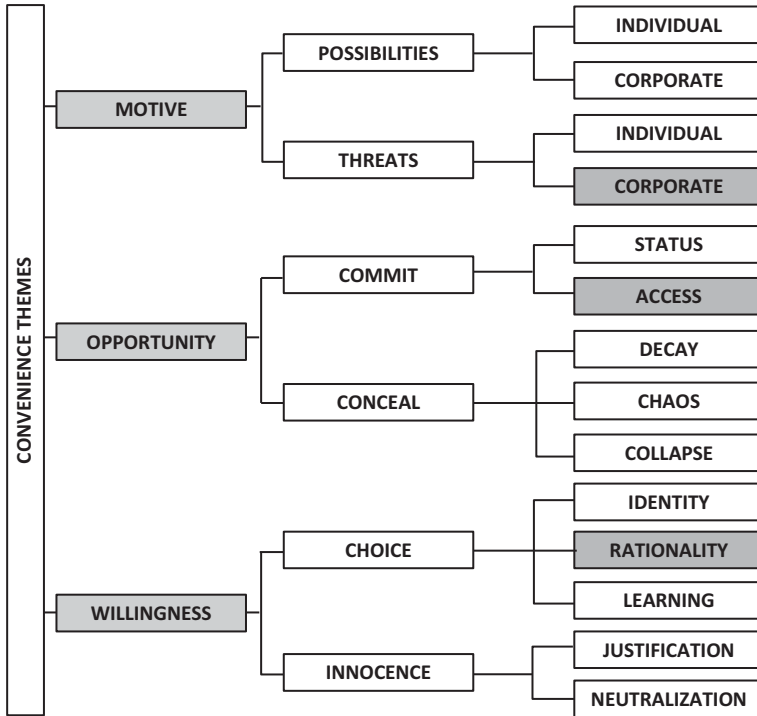 CONVENIENCE THEMES
MOTIVE
POSSIBILITIES
INDIVIDUAL
CORPORATE
THREATS
INDIVIDUAL
CORPORATE
OPPORTUNITY
COMMIT
STATUS
ACCESS
CONCEAL
DECAY
CHAOS
COLLAPSE
WILLINGNESS
CHOICE
IDENTITY
RATIONALITY
LEARNING
INNOCENCE
JUSTIFICATION
NEUTRALIZATION